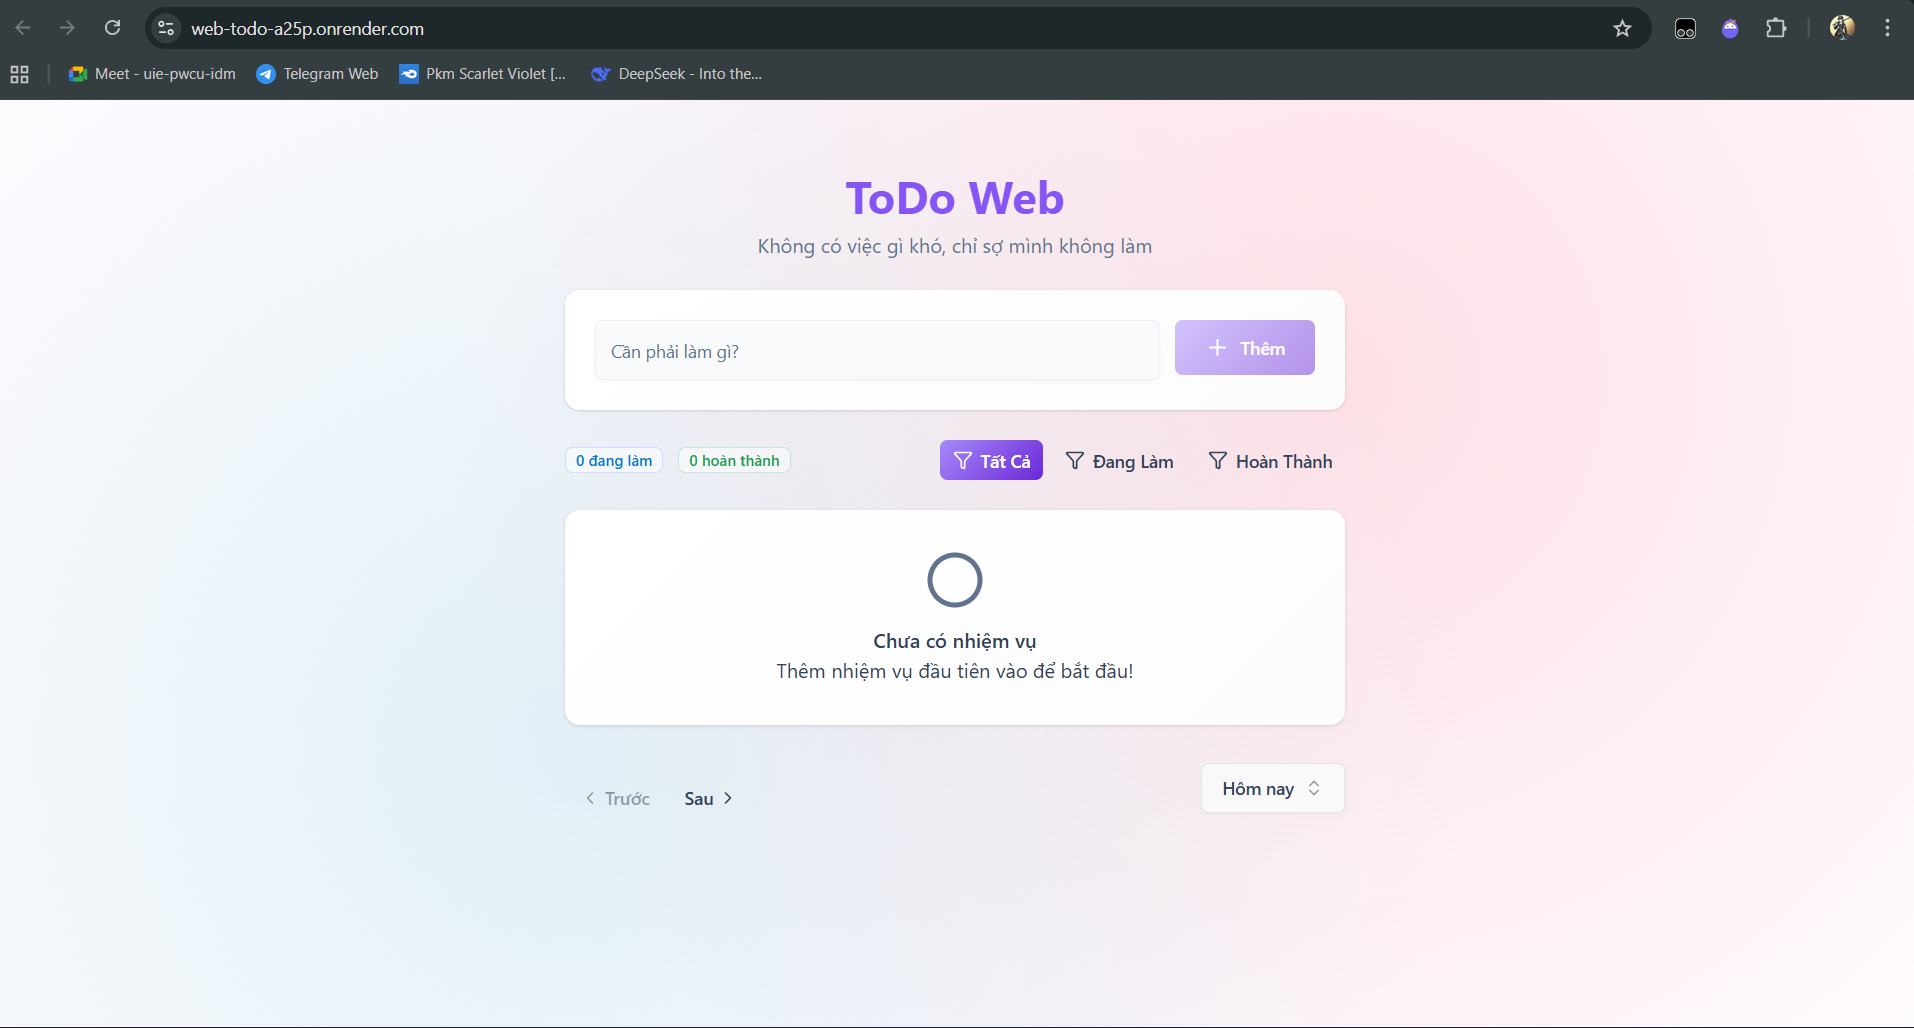 web-todo-a25p.onrender.com
Meet - uie-pwcu-idm
Telegram Web
Pkm Scarlet Violet [...
DeepSeek - Into the...
ToDo Web
Không có việc gì khó, chỉ sợ mình không làm
Cần phải làm gì?
Thêm
0 đang làm
0 hoàn thành
Tất Cả
Đang Làm
Hoàn Thành
Chưa có nhiệm vụ
Thêm nhiệm vụ đầu tiên vào để bắt đầu!
Trước
Sau
Hôm nay